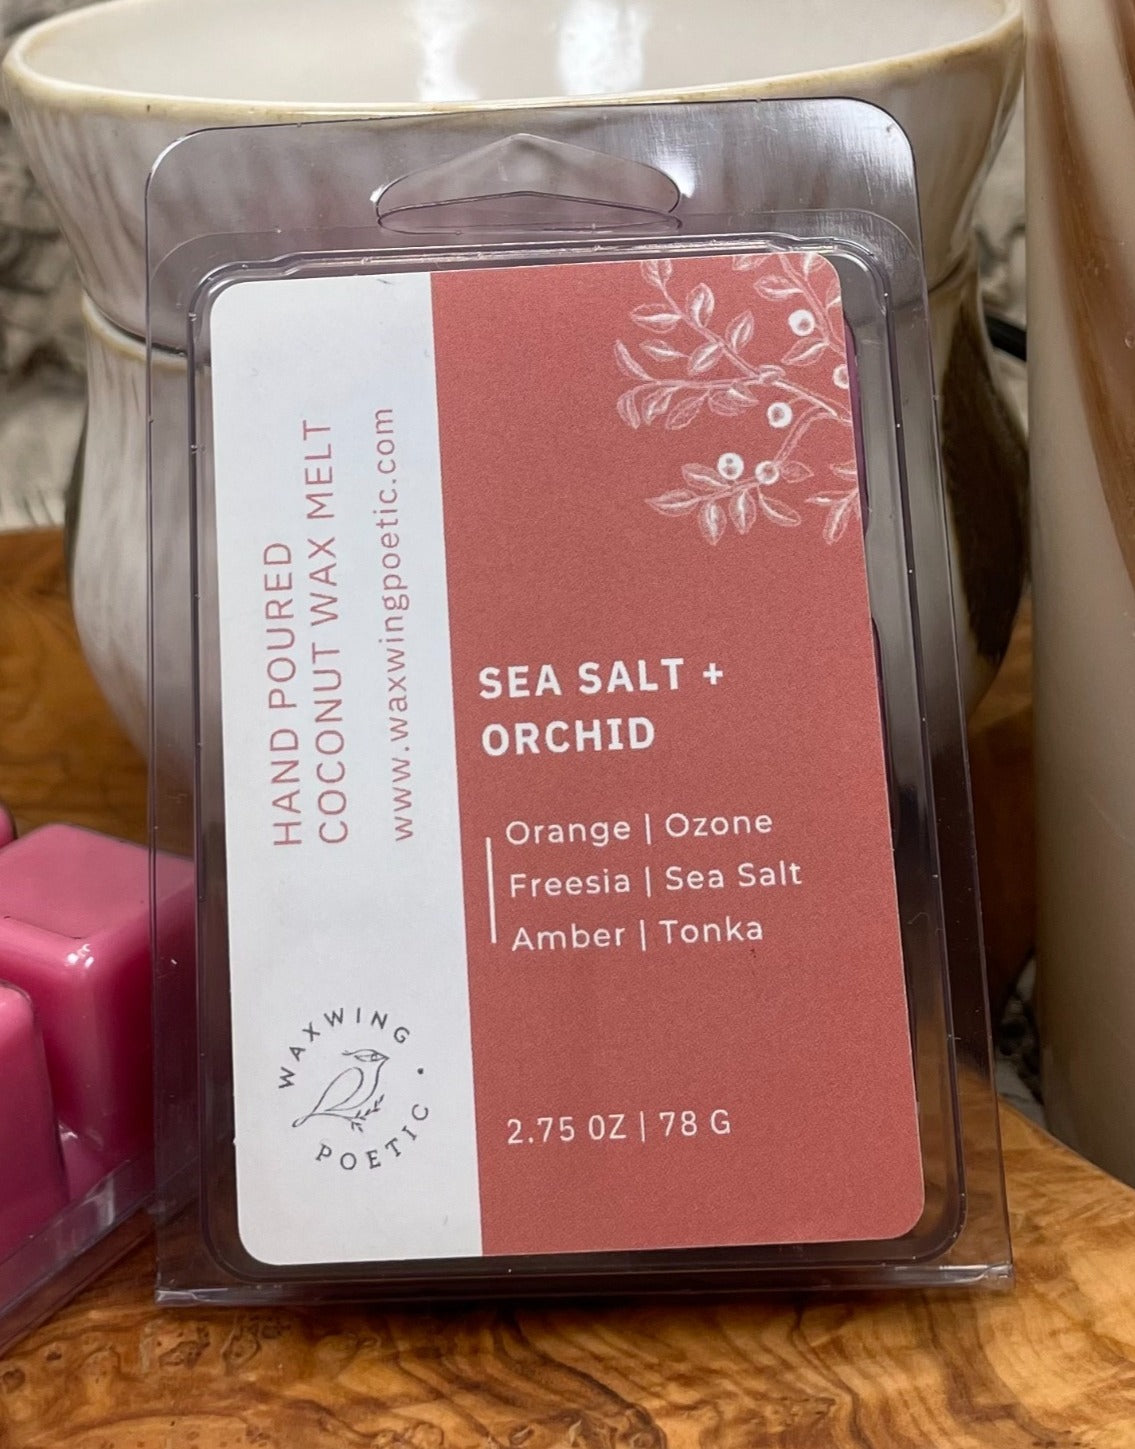 HAND POURED
COCONUT WAX MELT
www.waxwingpoetic.com
WAXWING
POETIC
SEA SALT +
ORCHID
Orange | Ozone
Freesia | Sea Salt
Amber | Tonka
2.75 OZ | 78 G